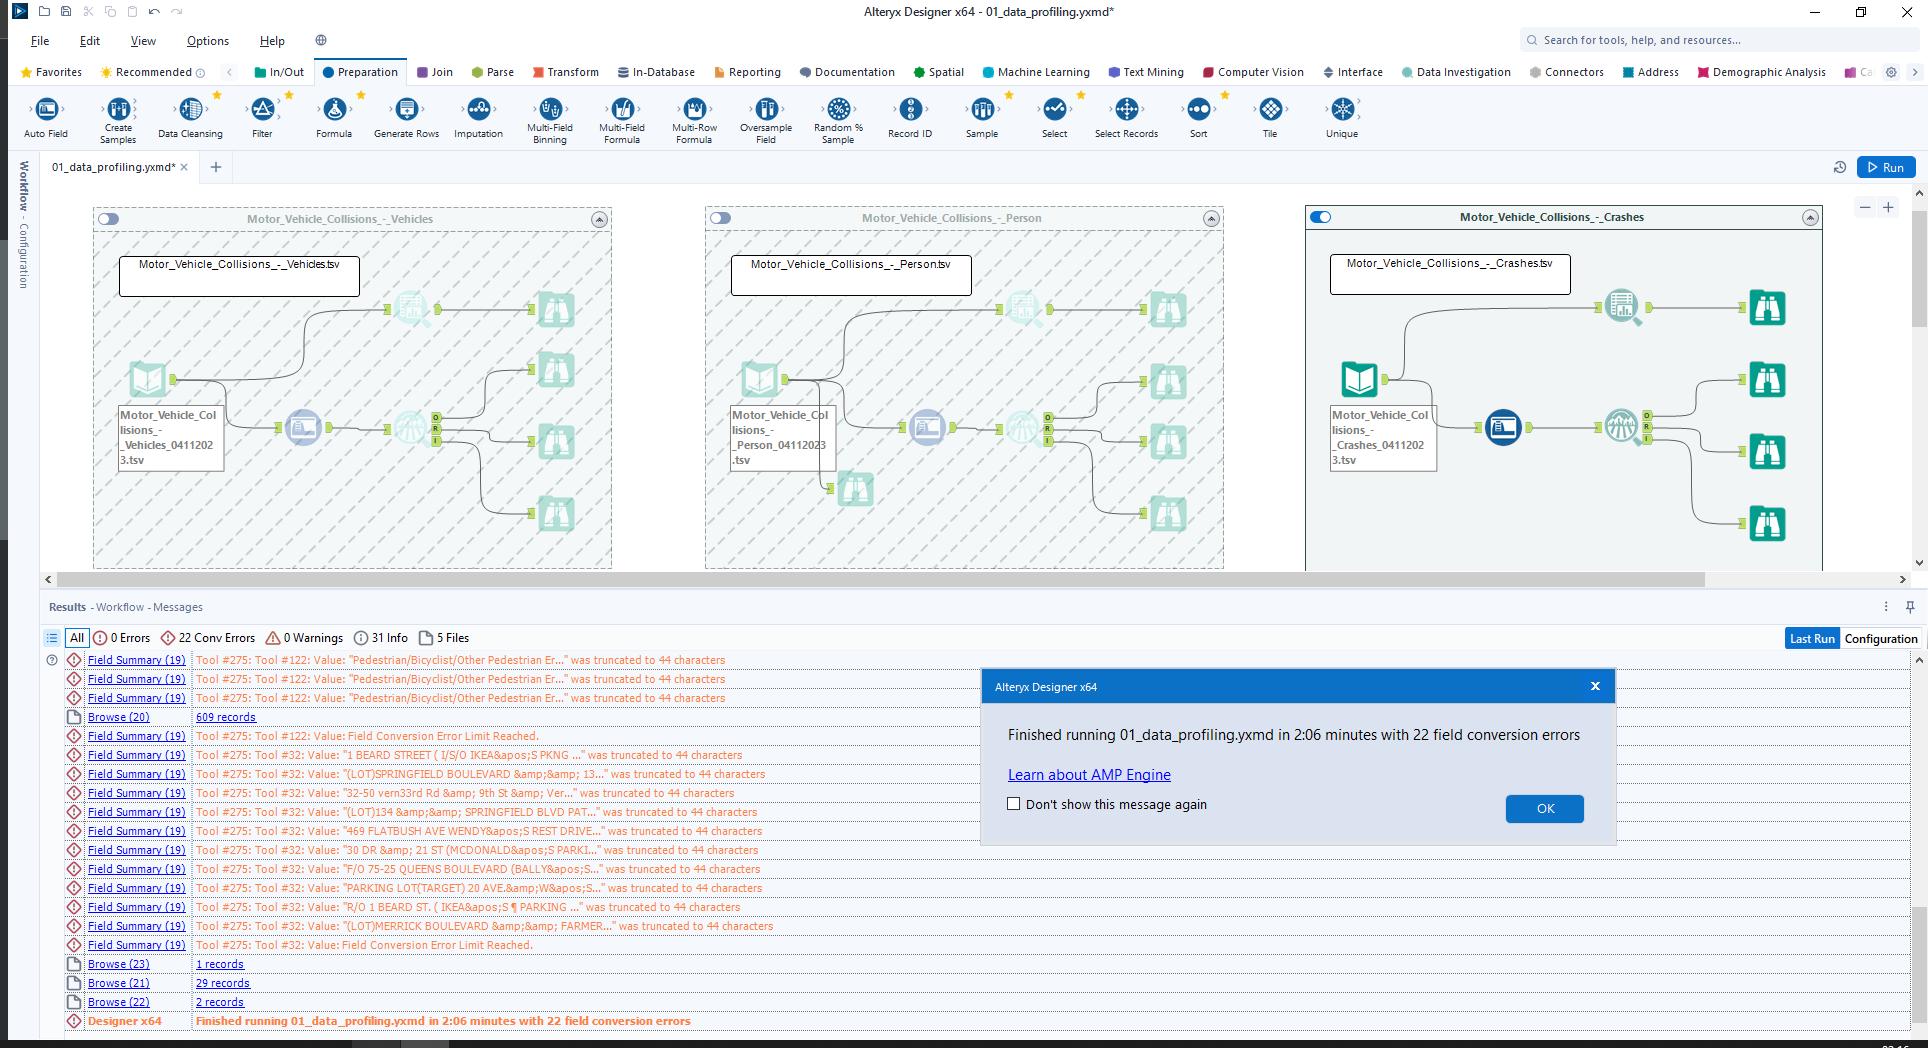 Alteryx Designer x64 - 01_data_profiling.yxmd*
File Edit View Options Help
Search for tools, help, and resources...
Favorites Recommended In/Out Preparation Join Parse Transform In-Database Reporting Documentation Spatial Machine Learning Text Mining Computer Vision Interface Data Investigation Connectors Address Demographic Analysis Ca
Auto Field
Create Samples
Data Cleansing
Filter
Formula
Generate Rows
Imputation
Multi-Field Binning
Multi-Field Formula
Multi-Row Formula
Oversample Field
Random % Sample
Record ID
Sample
Select
Select Records
Sort
Tile
Unique
01_data_profiling.yxmd*
Run
Workflow - Configuration
Motor_Vehicle_Collisions_-_Vehicles
Motor_Vehicle_Collisions_-_Vehicles.tsv
Motor_Vehicle_Col
lisions_-
_Vehicles_0411202
3.tsv
O
R
I
Motor_Vehicle_Collisions_-_Person
Motor_Vehicle_Collisions_-_Person.tsv
Motor_Vehicle_Col
lisions_-
_Person_04112023
.tsv
O
R
I
Motor_Vehicle_Collisions_-_Crashes
Motor_Vehicle_Collisions_-_Crashes.tsv
Motor_Vehicle_Col
lisions_-
_Crashes_0411202
3.tsv
O
R
I
Results - Workflow - Messages
All 0 Errors 22 Conv Errors 0 Warnings 31 Info 5 Files Last Run Configuration
Field Summary (19) Tool #275: Tool #122: Value: "Pedestrian/Bicyclist/Other Pedestrian Er..." was truncated to 44 characters
Field Summary (19) Tool #275: Tool #122: Value: "Pedestrian/Bicyclist/Other Pedestrian Er..." was truncated to 44 characters
Field Summary (19) Tool #275: Tool #122: Value: "Pedestrian/Bicyclist/Other Pedestrian Er..." was truncated to 44 characters
Browse (20) 609 records
Field Summary (19) Tool #275: Tool #122: Value: Field Conversion Error Limit Reached.
Field Summary (19) Tool #275: Tool #32: Value: "1 BEARD STREET ( I/S/O IKEA&apos;S PKNG ..." was truncated to 44 characters
Field Summary (19) Tool #275: Tool #32: Value: "(LOT)SPRINGFIELD BOULEVARD &amp;&amp; 13..." was truncated to 44 characters
Field Summary (19) Tool #275: Tool #32: Value: "32-50 vern33rd Rd &amp; 9th St &amp; Ver..." was truncated to 44 characters
Field Summary (19) Tool #275: Tool #32: Value: "(LOT)134 &amp;&amp; SPRINGFIELD BLVD PAT..." was truncated to 44 characters
Field Summary (19) Tool #275: Tool #32: Value: "469 FLATBUSH AVE WENDY&apos;S REST DRIVE..." was truncated to 44 characters
Field Summary (19) Tool #275: Tool #32: Value: "30 DR &amp; 21 ST (MCDONALD&apos;S PARKI..." was truncated to 44 characters
Field Summary (19) Tool #275: Tool #32: Value: "F/O 75-25 QUEENS BOULEVARD (BALLY&apos;S..." was truncated to 44 characters
Field Summary (19) Tool #275: Tool #32: Value: "PARKING LOT(TARGET) 20 AVE.&amp;W&apos;S..." was truncated to 44 characters
Field Summary (19) Tool #275: Tool #32: Value: "R/O 1 BEARD ST. ( IKEA&apos;S ¶ PARKING ..." was truncated to 44 characters
Field Summary (19) Tool #275: Tool #32: Value: "(LOT)MERRICK BOULEVARD &amp;&amp; FARMER..." was truncated to 44 characters
Field Summary (19) Tool #275: Tool #32: Value: Field Conversion Error Limit Reached.
Browse (23) 1 records
Browse (21) 29 records
Browse (22) 2 records
Designer x64 Finished running 01_data_profiling.yxmd in 2:06 minutes with 22 field conversion errors
Alteryx Designer x64
Finished running 01_data_profiling.yxmd in 2:06 minutes with 22 field conversion errors
Learn about AMP Engine
Don't show this message again
OK